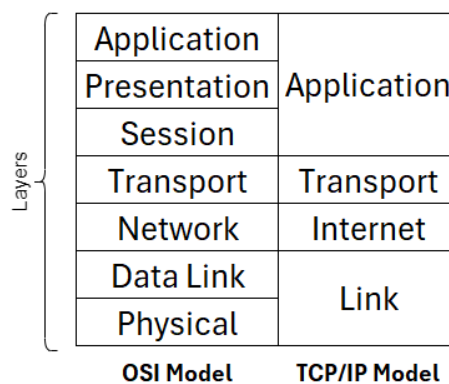 Layers
Application
Presentation
Session
Transport
Network
Data Link
Physical
OSI Model
Application
Transport
Internet
Link
TCP/IP Model